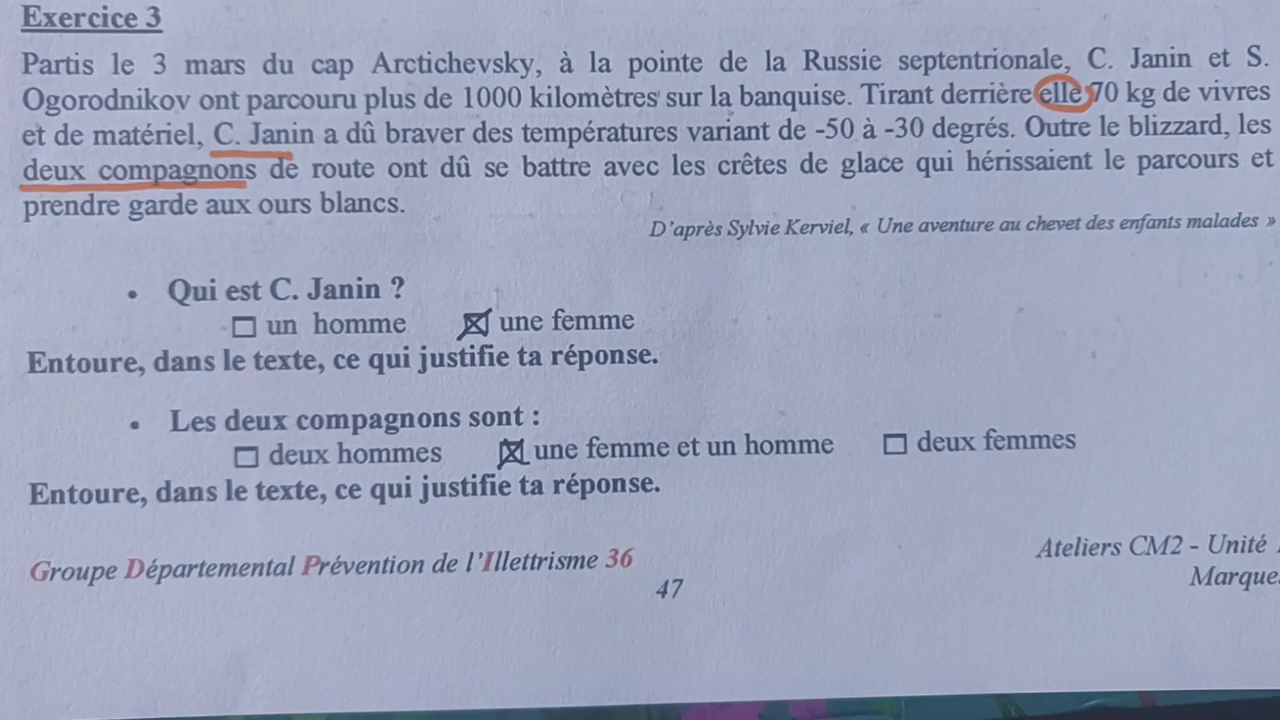 Exercice 3
Partis le 3 mars du cap Arctichevsky, à la pointe de la Russie septentrionale, C. Janin et S.
Ogorodnikov ont parcouru plus de 1000 kilomètres sur la banquise. Tirant derrière elle 70 kg de vivres
et de matériel, C. Janin a dû braver des températures variant de -50 à -30 degrés. Outre le blizzard, les
deux compagnons de route ont dû se battre avec les crêtes de glace qui hérissaient le parcours et
prendre garde aux ours blancs.
D'après Sylvie Kerviel, « Une aventure au chevet des enfants malades »
• Qui est C. Janin ?
☐ un homme ☒ une femme
Entoure, dans le texte, ce qui justifie ta réponse.
• Les deux compagnons sont :
☐ deux hommes ☒ une femme et un homme ☐ deux femmes
Entoure, dans le texte, ce qui justifie ta réponse.
Groupe Départemental Prévention de l'Illettrisme 36
Ateliers CM2 - Unité
47
Marque